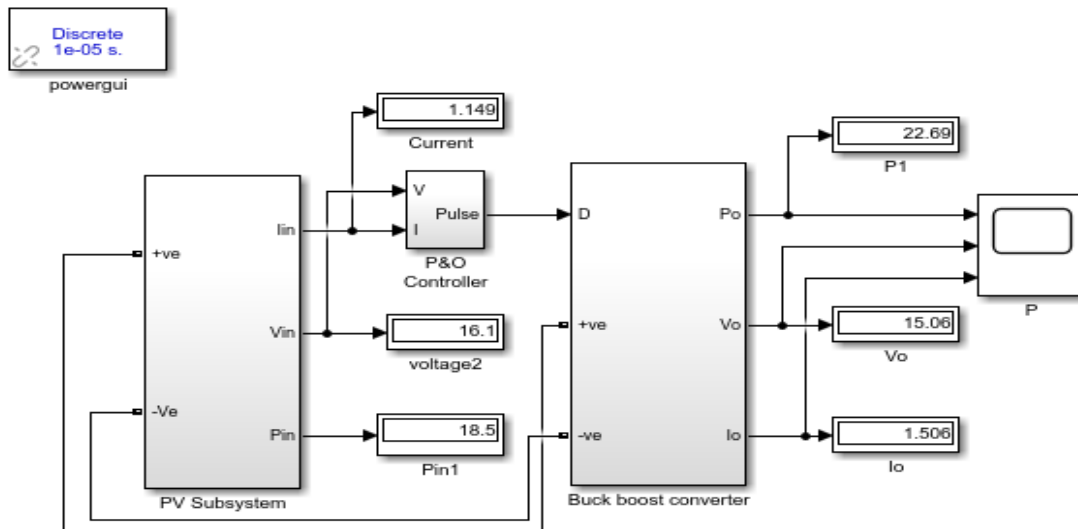 Discrete
1e-05 s.
powergui
1.149
Current
22.69
P1
V
Pulse
I
P&O
Controller
D
Po
Iin
+ve
Vin
16.1
voltage2
+ve
Vo
15.06
Vo
P
-Ve
Pin
18.5
Pin1
-ve
Io
1.506
Io
PV Subsystem
Buck boost converter